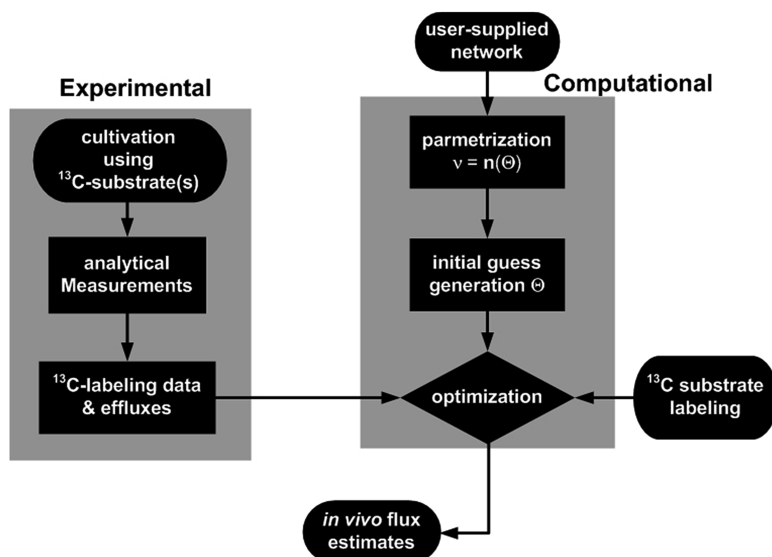 Experimental
cultivation
using
¹³C-substrate(s)
analytical
Measurements
¹³C-labeling data
& effluxes
user-supplied
network
Computational
parmetrization
ν = n(Θ)
initial guess
generation Θ
optimization
¹³C substrate
labeling
in vivo flux
estimates